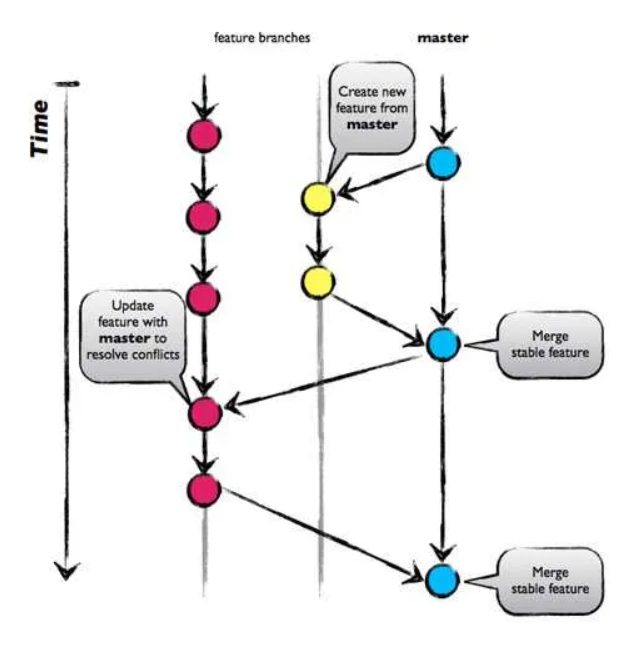 feature branches
master
Time
Create new
feature from
master
Update
feature with
master to
resolve conflicts
Merge
stable feature
Merge
stable feature